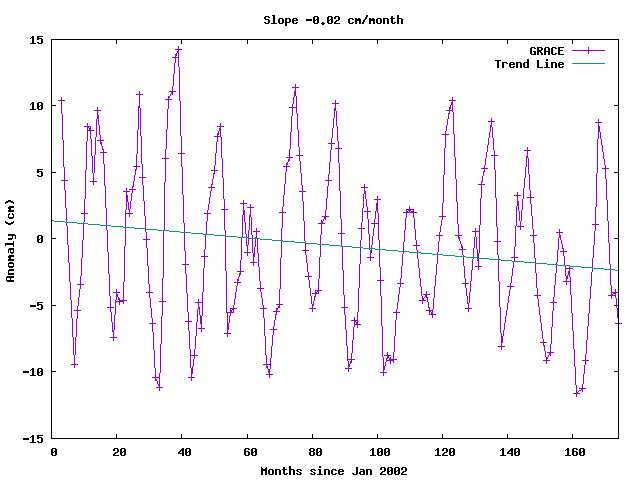 Slope -0.02 cm/month
GRACE
Trend Line
15
10
5
0
-5
-10
-15
Anomaly (cm)
0 20 40 60 80 100 120 140 160
Months since Jan 2002